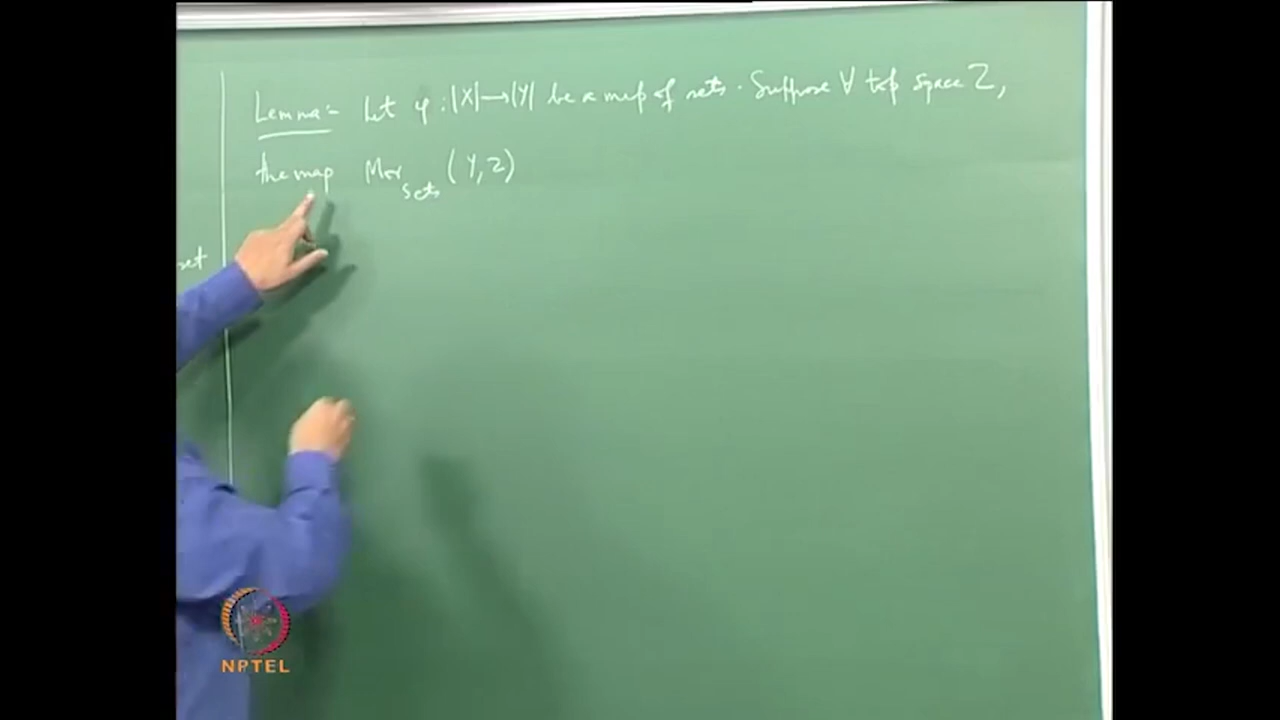 Lemma:- Let φ : |X| → |Y| be a map of sets. Suppose ∀ top space Z,
the map Mor_Sets (Y, Z)
set
NPTEL